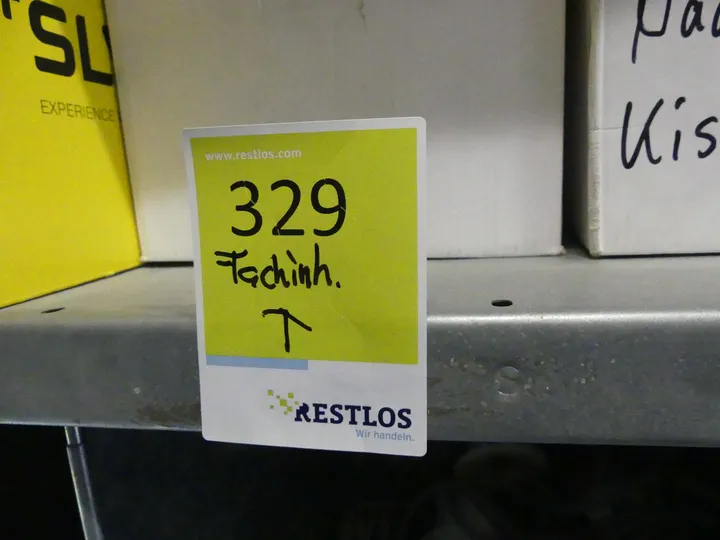 SL
EXPERIENCE
Kis
www.restlos.com
329
Fachinh.
RESTLOS
Wir handeln.